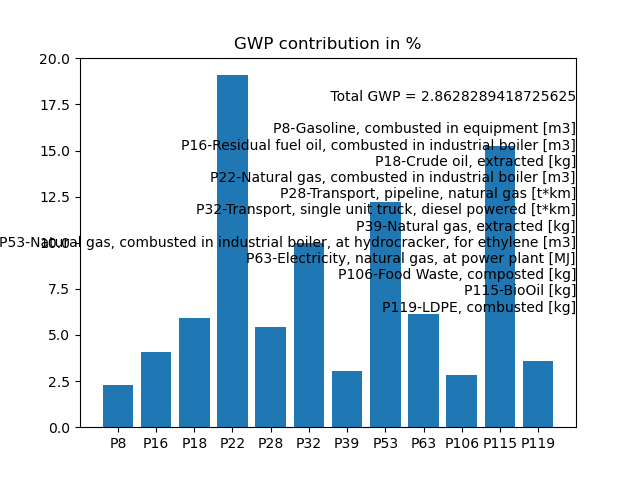 GWP contribution in %
20.0
17.5
15.0
12.5
10.0
7.5
5.0
2.5
0.0
Total GWP = 2.8628289418725625
P8-Gasoline, combusted in equipment [m3]
P16-Residual fuel oil, combusted in industrial boiler [m3]
P18-Crude oil, extracted [kg]
P22-Natural gas, combusted in industrial boiler [m3]
P28-Transport, pipeline, natural gas [t*km]
P32-Transport, single unit truck, diesel powered [t*km]
P39-Natural gas, extracted [kg]
P53-Natural gas, combusted in industrial boiler, at hydrocracker, for ethylene [m3]
P63-Electricity, natural gas, at power plant [MJ]
P106-Food Waste, composted [kg]
P115-BioOil [kg]
P119-LDPE, combusted [kg]
P8 P16 P18 P22 P28 P32 P39 P53 P63 P106 P115 P119